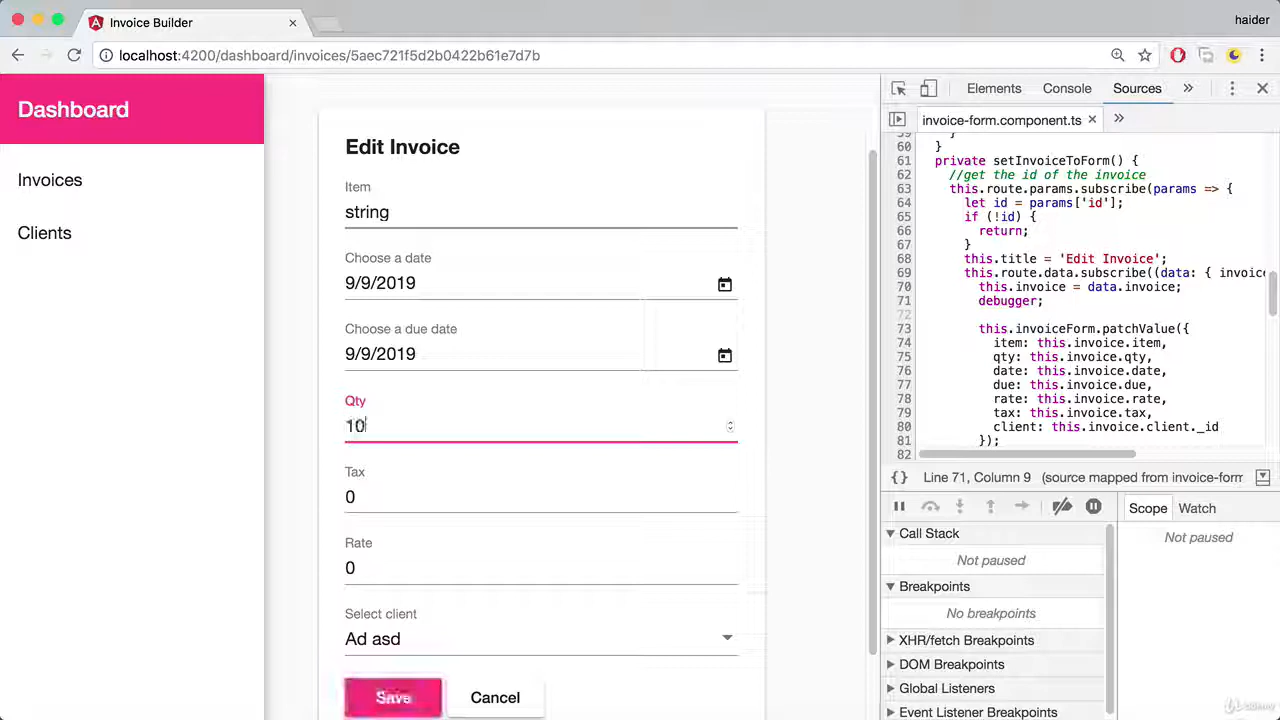 Invoice Builder
haider
localhost:4200/dashboard/invoices/5aec721f5d2b0422b61e7d7b
Dashboard
Invoices
Clients
Edit Invoice
Item
string
Choose a date
9/9/2019
Choose a due date
9/9/2019
Qty
10
Tax
0
Rate
0
Select client
Ad asd
Save
Cancel
Elements
Console
Sources
»
invoice-form.component.ts
»
59 }
60 }
61 private setInvoiceToForm() {
62 //get the id of the invoice
63 this.route.params.subscribe(params => {
64 let id = params['id'];
65 if (!id) {
66 return;
67 }
68 this.title = 'Edit Invoice';
69 this.route.data.subscribe((data: { invoic
70 this.invoice = data.invoice;
71 debugger;
72
73 this.invoiceForm.patchValue({
74 item: this.invoice.item,
75 qty: this.invoice.qty,
76 date: this.invoice.date,
77 due: this.invoice.due,
78 rate: this.invoice.rate,
79 tax: this.invoice.tax,
80 client: this.invoice.client._id
81 });
82
{ } Line 71, Column 9 (source mapped from invoice-form
Scope
Watch
Call Stack
Not paused
Not paused
Breakpoints
No breakpoints
XHR/fetch Breakpoints
DOM Breakpoints
Global Listeners
Event Listener Breakpoints
Udemy